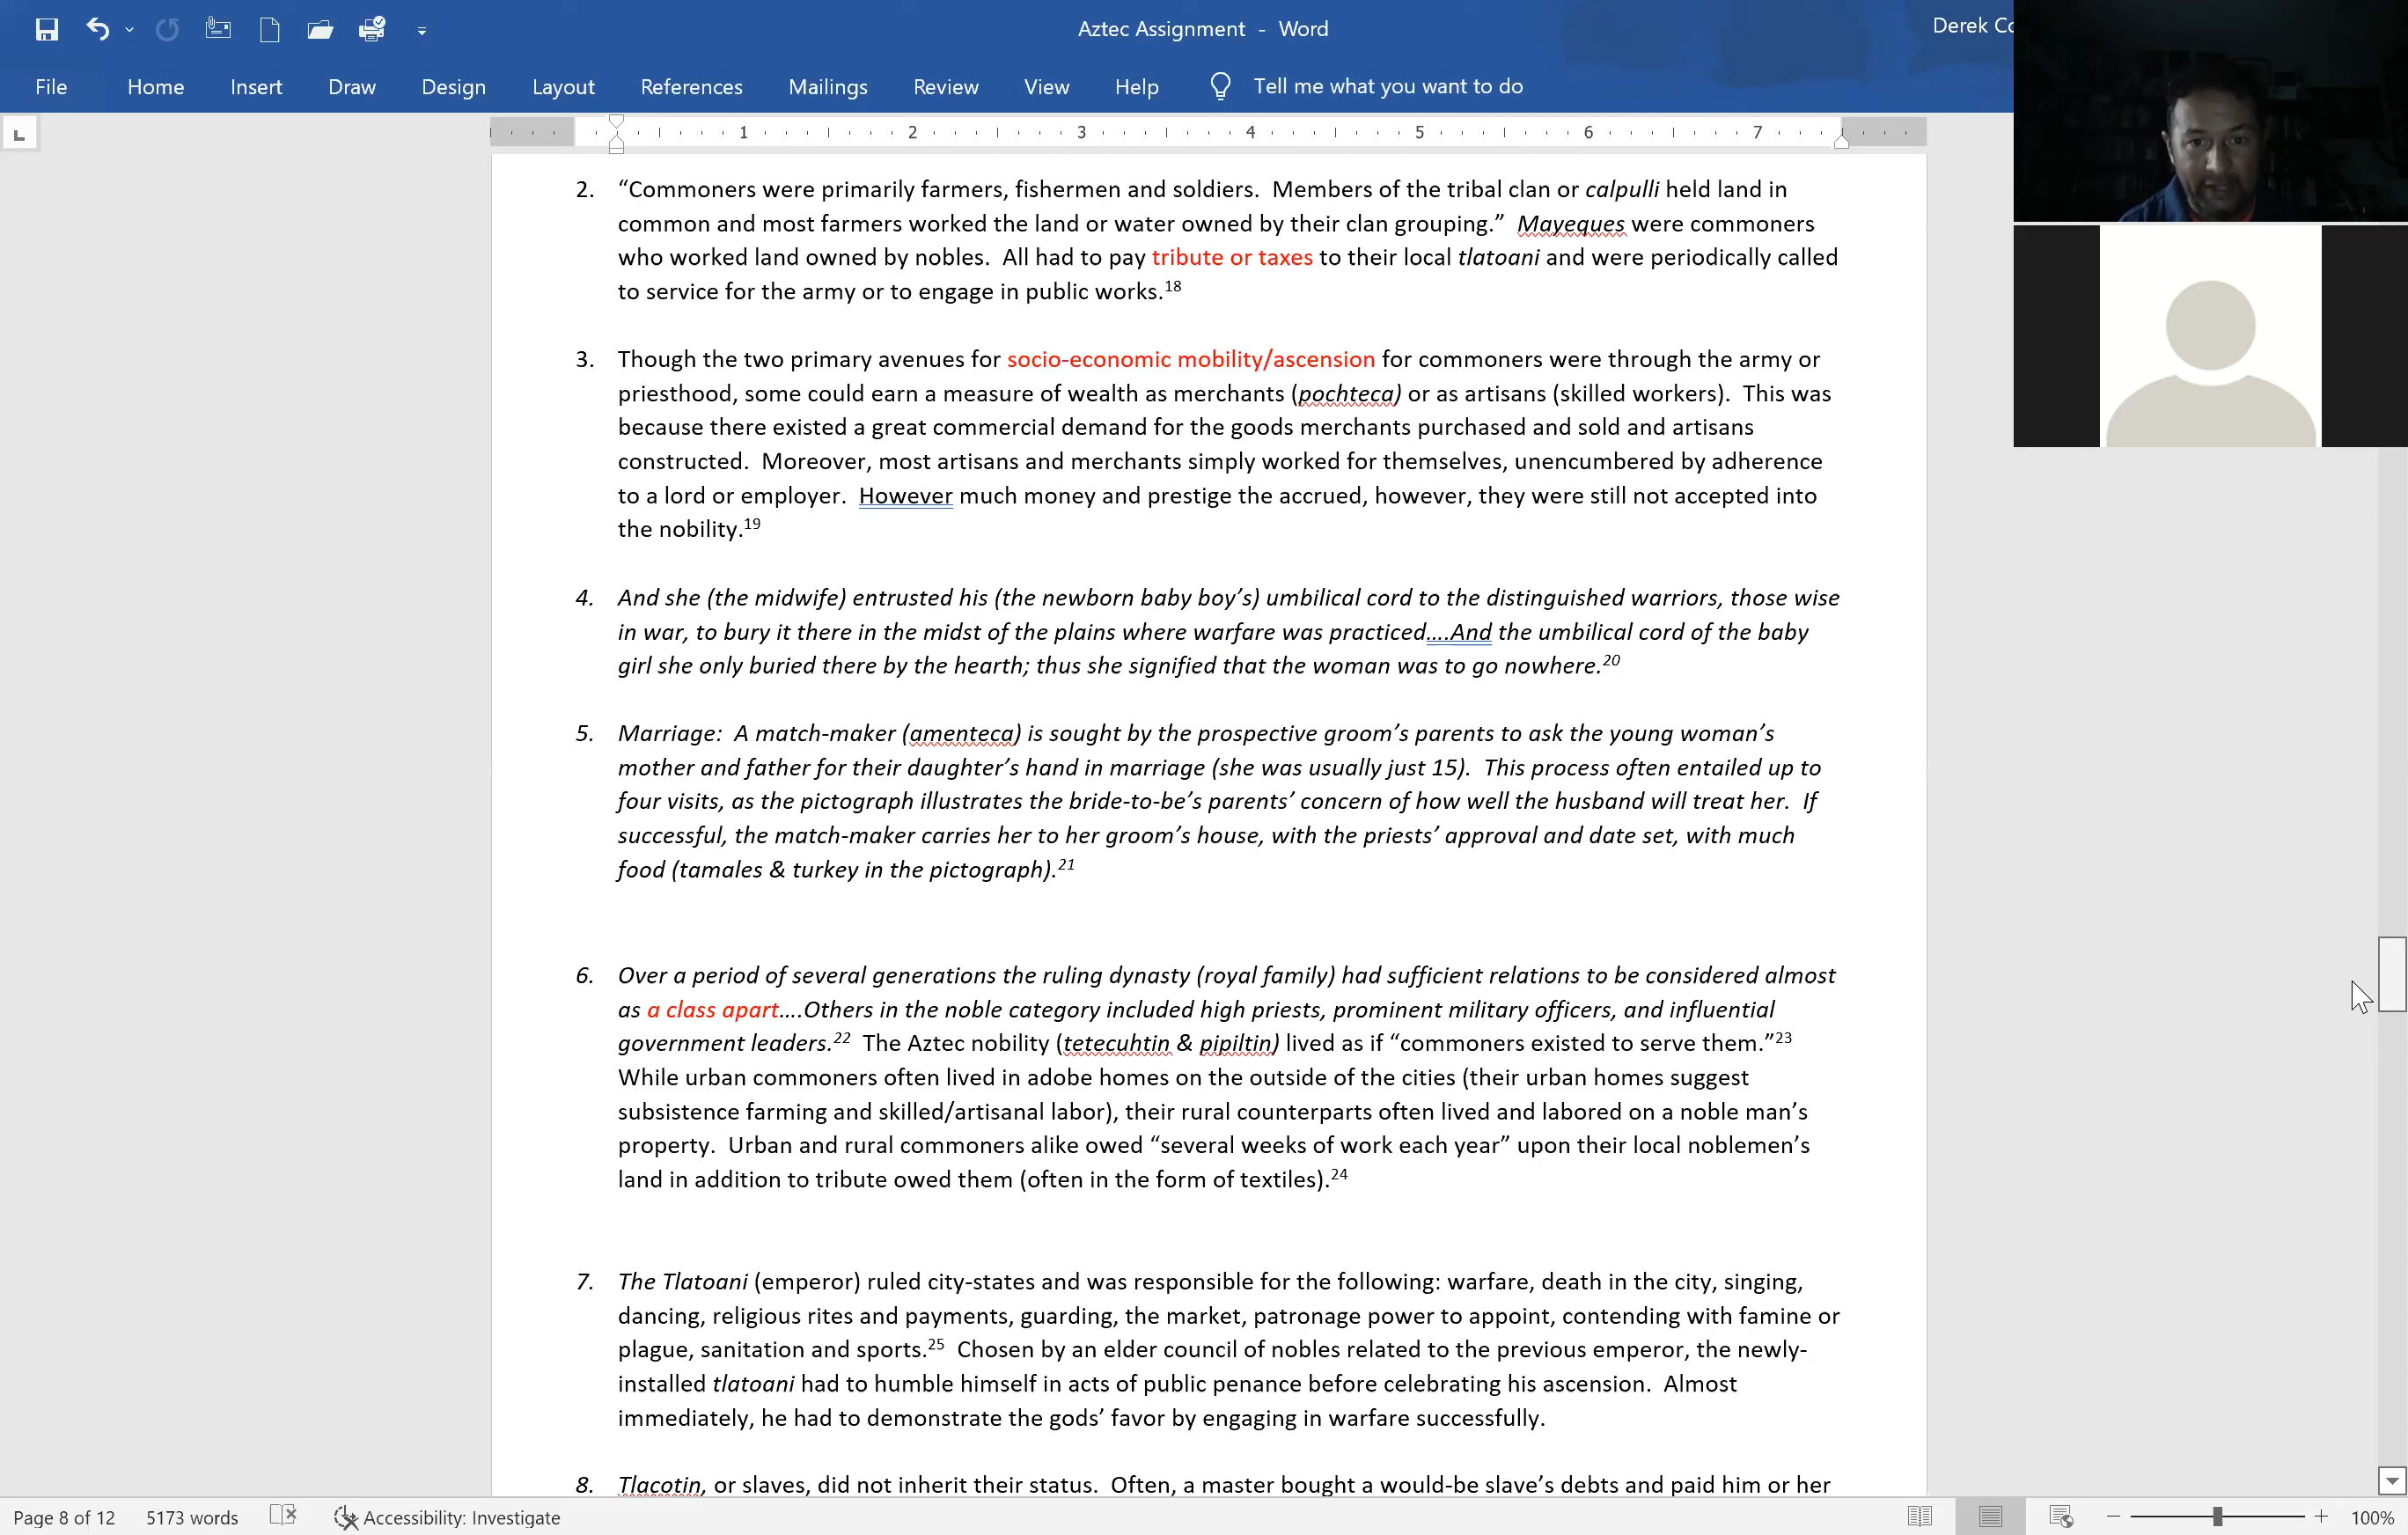 Aztec Assignment - Word
Derek Co
File Home Insert Draw Design Layout References Mailings Review View Help Tell me what you want to do
1 2 3 4 5 6 7
2. “Commoners were primarily farmers, fishermen and soldiers. Members of the tribal clan or calpulli held land in
common and most farmers worked the land or water owned by their clan grouping.” Mayeques were commoners
who worked land owned by nobles. All had to pay tribute or taxes to their local tlatoani and were periodically called
to service for the army or to engage in public works.18
3. Though the two primary avenues for socio-economic mobility/ascension for commoners were through the army or
priesthood, some could earn a measure of wealth as merchants (pochteca) or as artisans (skilled workers). This was
because there existed a great commercial demand for the goods merchants purchased and sold and artisans
constructed. Moreover, most artisans and merchants simply worked for themselves, unencumbered by adherence
to a lord or employer. However much money and prestige the accrued, however, they were still not accepted into
the nobility.19
4. And she (the midwife) entrusted his (the newborn baby boy’s) umbilical cord to the distinguished warriors, those wise
in war, to bury it there in the midst of the plains where warfare was practiced….And the umbilical cord of the baby
girl she only buried there by the hearth; thus she signified that the woman was to go nowhere.20
5. Marriage: A match-maker (amenteca) is sought by the prospective groom’s parents to ask the young woman’s
mother and father for their daughter’s hand in marriage (she was usually just 15). This process often entailed up to
four visits, as the pictograph illustrates the bride-to-be’s parents’ concern of how well the husband will treat her. If
successful, the match-maker carries her to her groom’s house, with the priests’ approval and date set, with much
food (tamales & turkey in the pictograph).21
6. Over a period of several generations the ruling dynasty (royal family) had sufficient relations to be considered almost
as a class apart….Others in the noble category included high priests, prominent military officers, and influential
government leaders.22 The Aztec nobility (tetecuhtin & pipiltin) lived as if “commoners existed to serve them.”23
While urban commoners often lived in adobe homes on the outside of the cities (their urban homes suggest
subsistence farming and skilled/artisanal labor), their rural counterparts often lived and labored on a noble man’s
property. Urban and rural commoners alike owed “several weeks of work each year” upon their local noblemen’s
land in addition to tribute owed them (often in the form of textiles).24
7. The Tlatoani (emperor) ruled city-states and was responsible for the following: warfare, death in the city, singing,
dancing, religious rites and payments, guarding, the market, patronage power to appoint, contending with famine or
plague, sanitation and sports.25 Chosen by an elder council of nobles related to the previous emperor, the newly-
installed tlatoani had to humble himself in acts of public penance before celebrating his ascension. Almost
immediately, he had to demonstrate the gods’ favor by engaging in warfare successfully.
8. Tlacotin, or slaves, did not inherit their status. Often, a master bought a would-be slave’s debts and paid him or her
Page 8 of 12 5173 words Accessibility: Investigate 100%